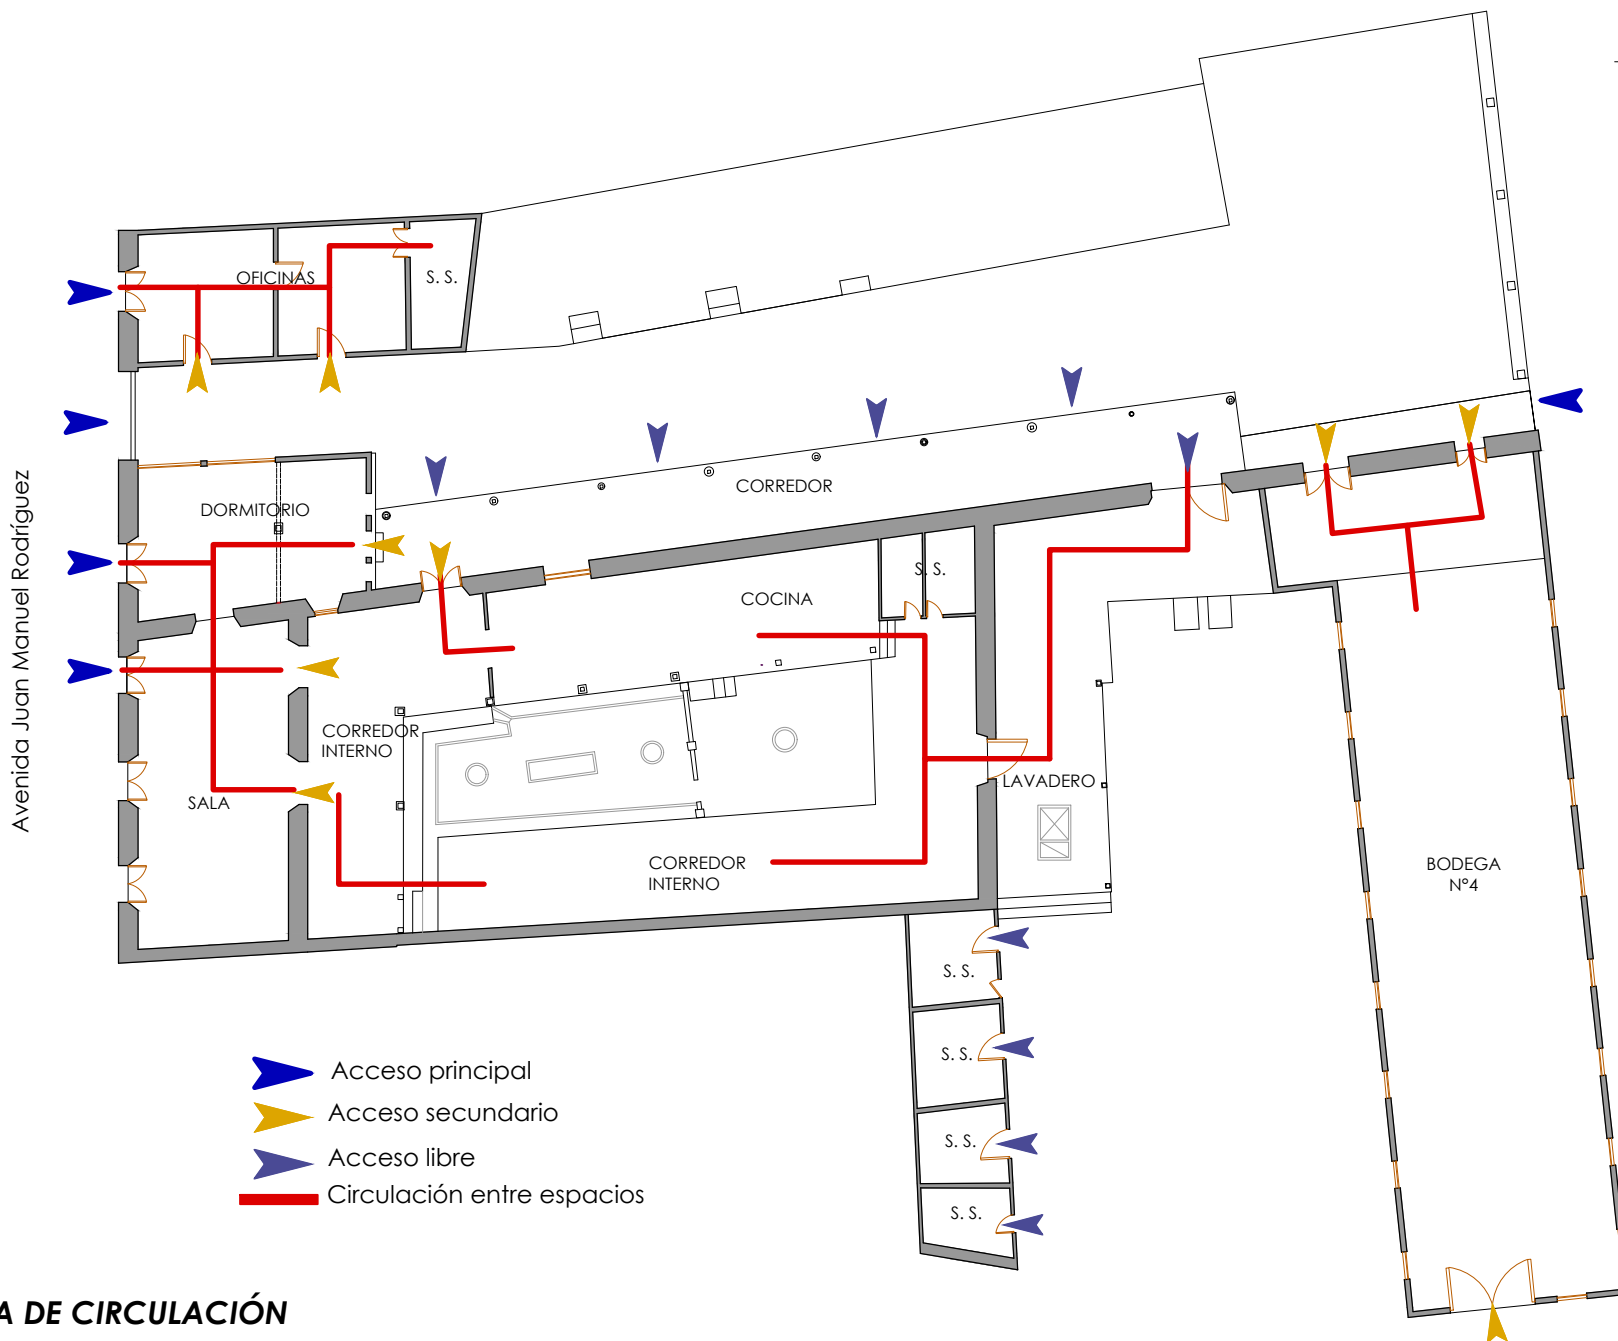 OFICINAS
S. S.
Avenida Juan Manuel Rodríguez
DORMITORIO
CORREDOR
S. S.
COCINA
CORREDOR
INTERNO
SALA
LAVADERO
CORREDOR
INTERNO
BODEGA
N°4
S. S.
S. S.
S. S.
S. S.
Acceso principal
Acceso secundario
Acceso libre
Circulación entre espacios
A DE CIRCULACIÓN